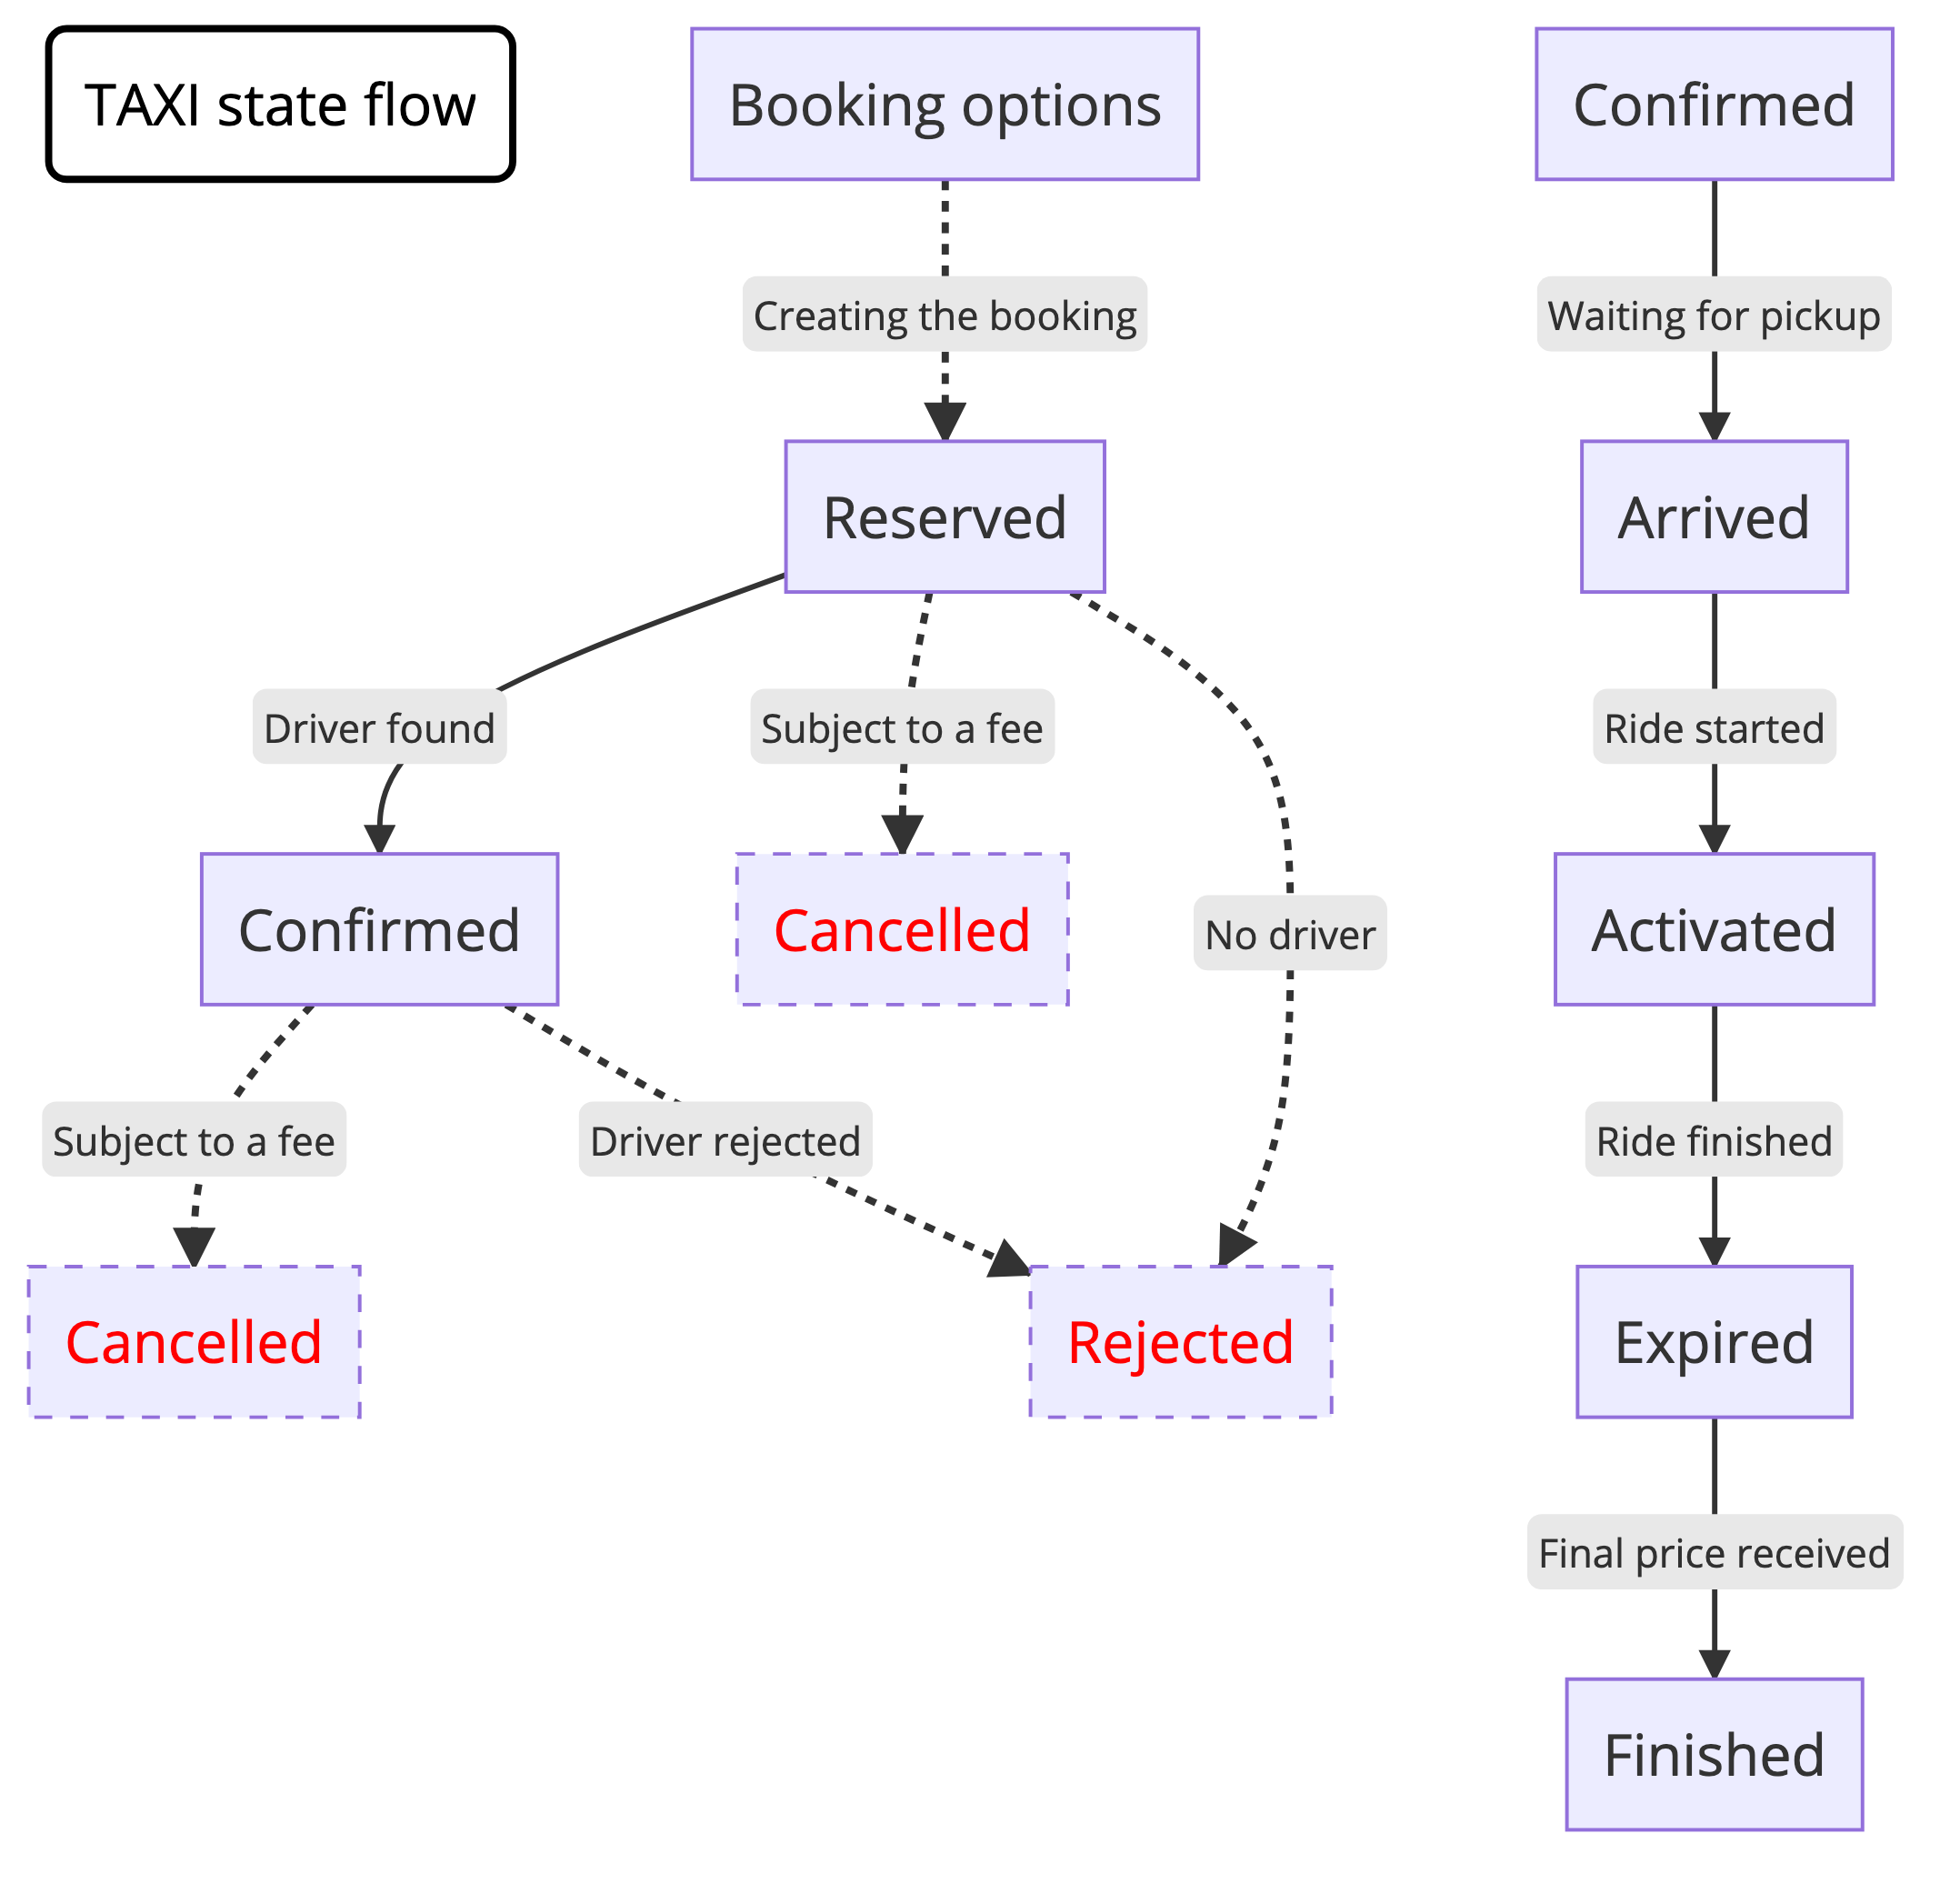 TAXI state flow
Booking options
Confirmed
Creating the booking
Waiting for pickup
Reserved
Arrived
Driver found
Subject to a fee
Ride started
Confirmed
Cancelled
No driver
Activated
Subject to a fee
Driver rejected
Ride finished
Cancelled
Rejected
Expired
Final price received
Finished